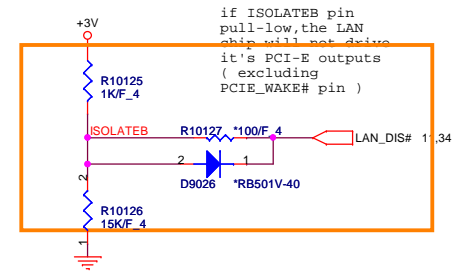 +3V
if ISOLATEB pin
pull-low,the LAN
chip will not drive
it's PCI-E outputs
( excluding
PCIE_WAKE# pin )
R10125
1K/F_4
ISOLATEB
R10127 *100/F_4
LAN_DIS# 11,34
2 1
D9026 *RB501V-40
2
R10126
15K/F_4
1